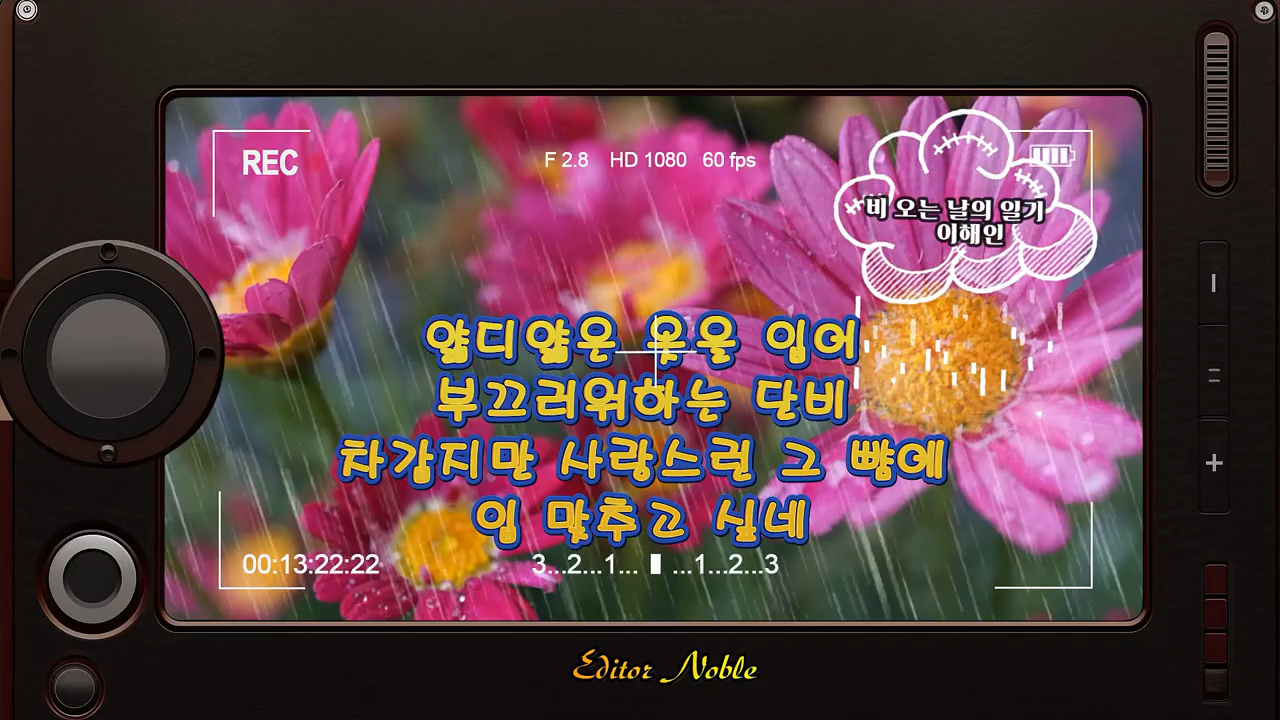 REC
F 2.8 HD 1080 60 fps
비 오는 날의 일기
이해인
얇디얇은 옷을 입어
부끄러워하는 단비
차갑지만 사랑스런 그 뺨에
입 맞추고 싶네
00:13:22:22
3...2...1... ...1...2...3
Editor Noble